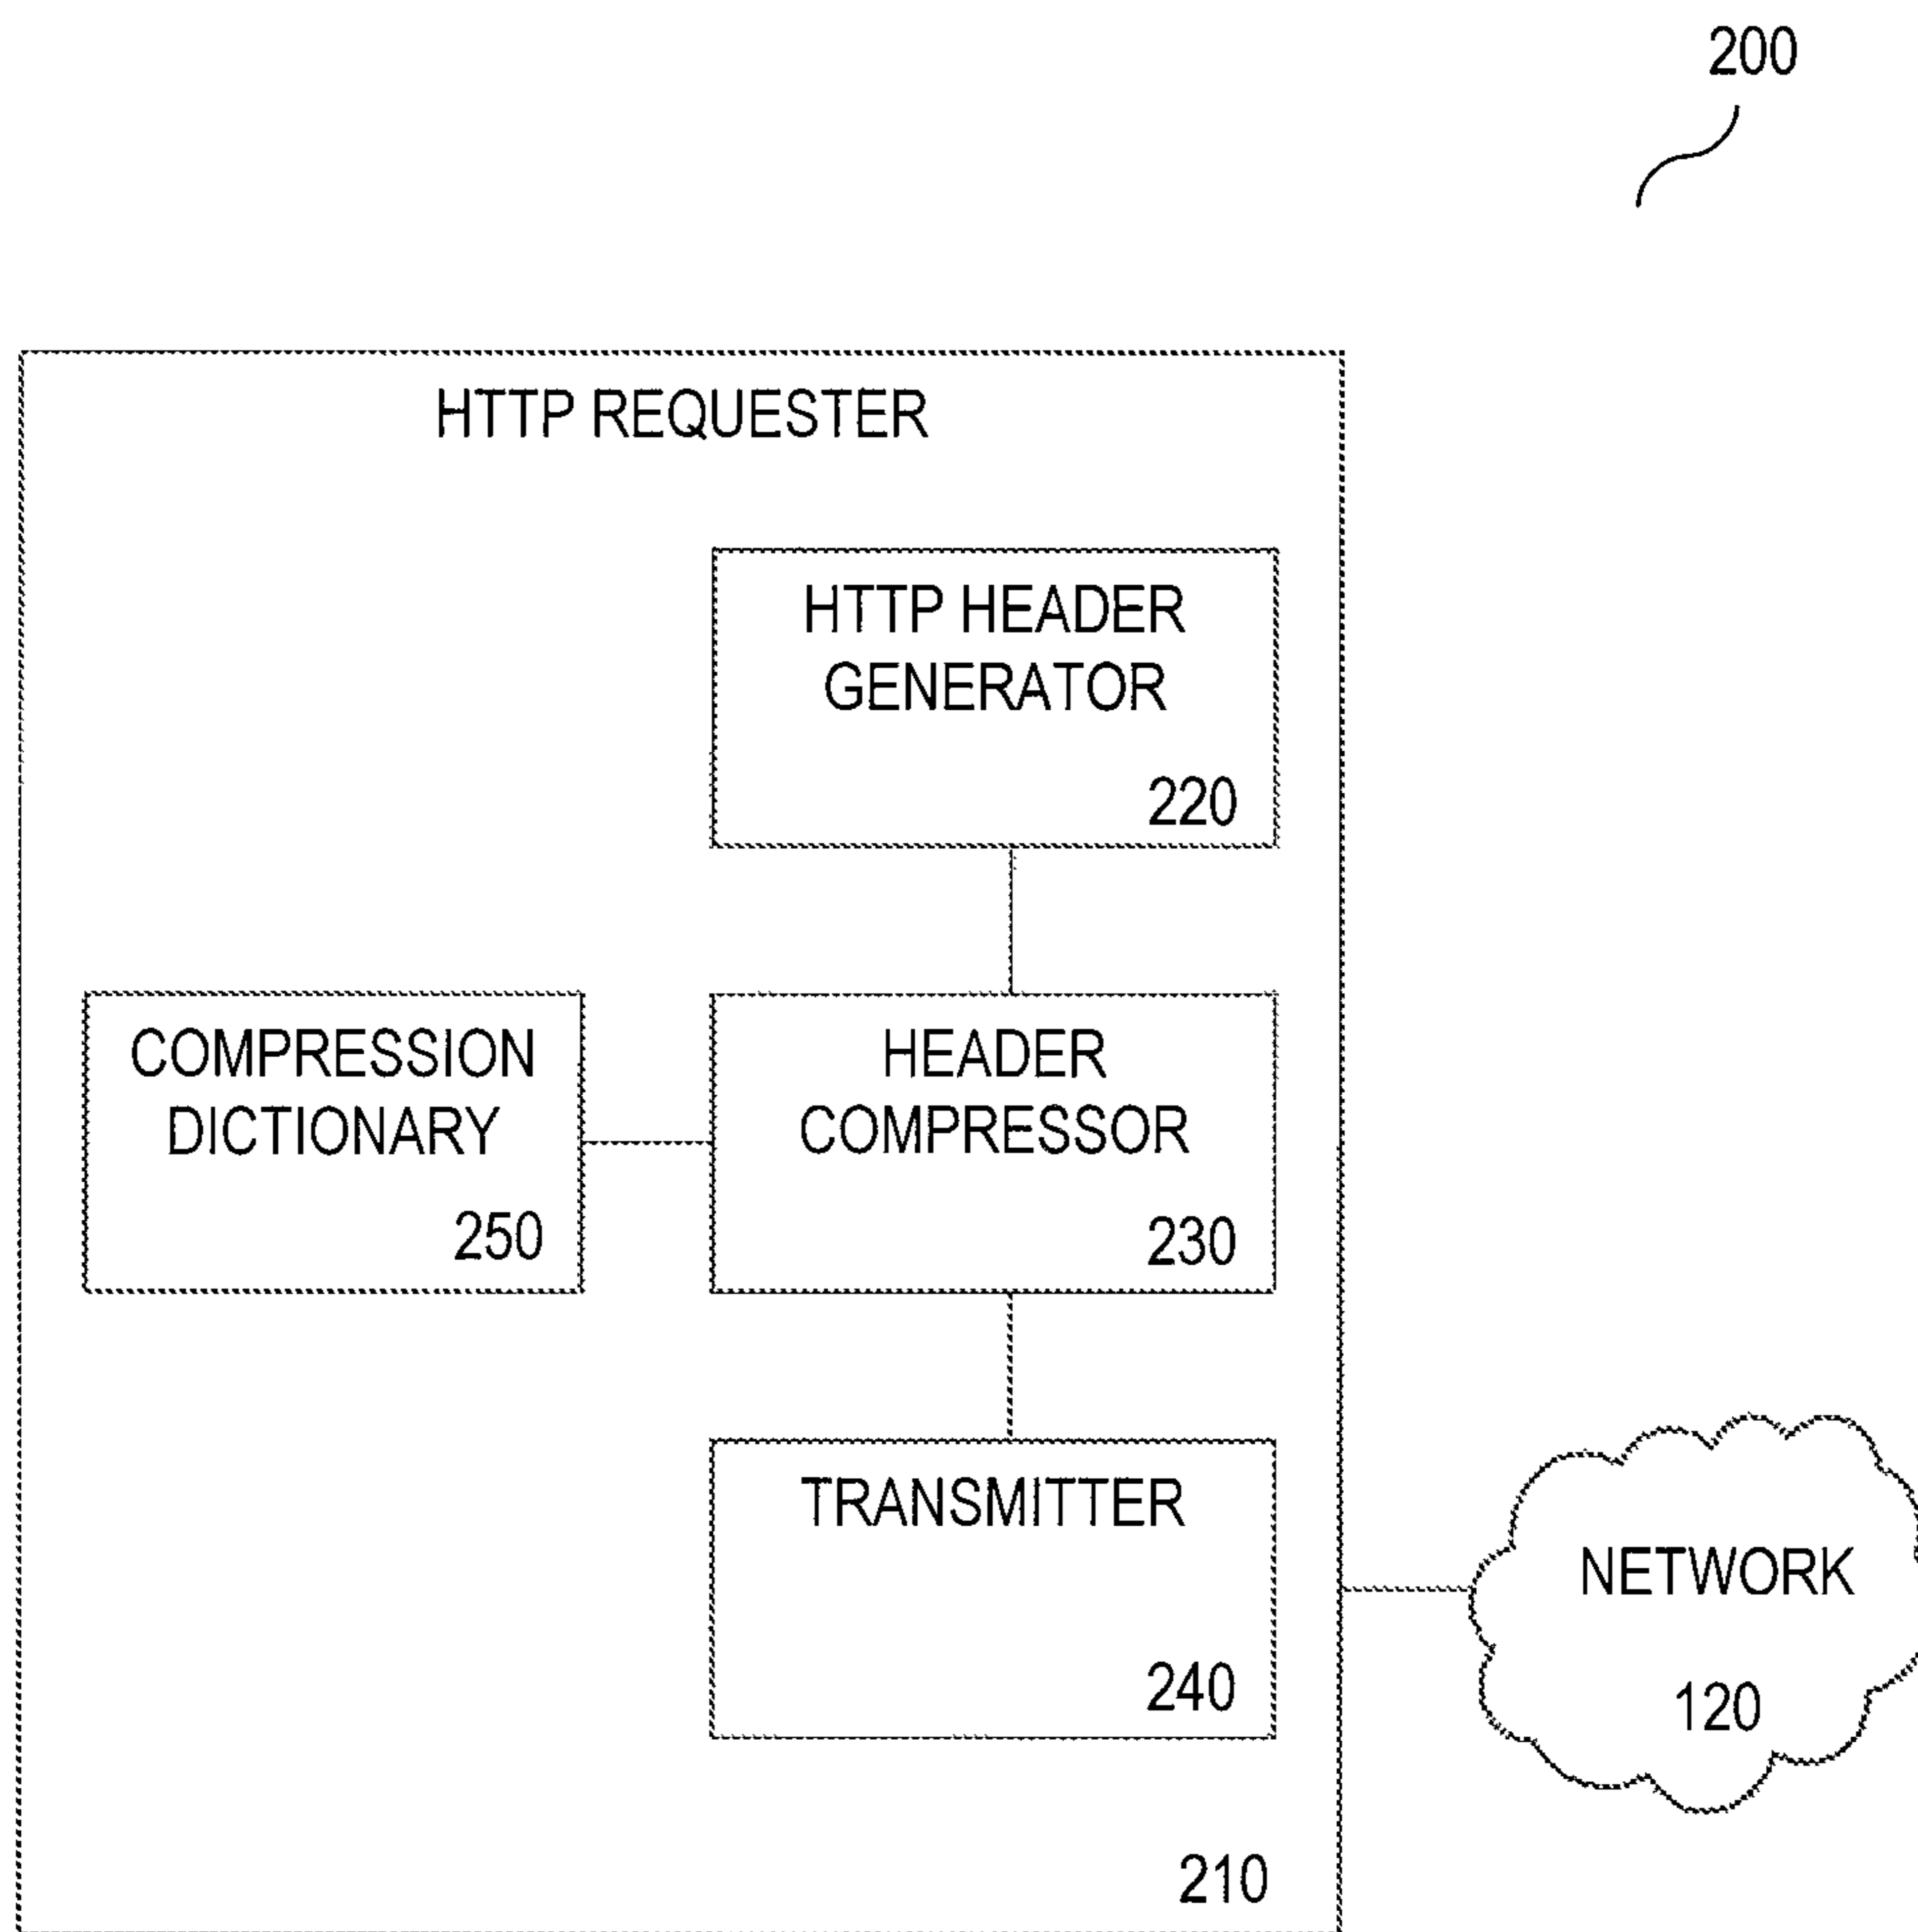 200
HTTP REQUESTER
HTTP HEADER
GENERATOR
220
COMPRESSION
DICTIONARY
250
HEADER
COMPRESSOR
230
TRANSMITTER
240
NETWORK
120
210